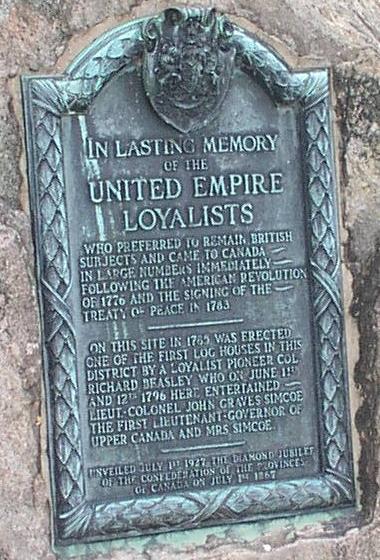 IN LASTING MEMORY
OF THE
UNITED EMPIRE
LOYALISTS
WHO PREFERRED TO REMAIN BRITISH
SUBJECTS AND CAME TO CANADA
IN LARGE NUMBERS IMMEDIATELY
FOLLOWING THE AMERICAN REVOLUTION
OF 1776 AND THE SIGNING OF THE
TREATY OF PEACE IN 1783
ON THIS SITE IN 1785 WAS ERECTED
ONE OF THE FIRST LOG HOUSES IN THIS
DISTRICT BY A LOYALIST PIONEER COL
RICHARD BEASLEY WHO ON JUNE 11TH
AND 12TH 1796 HERE ENTERTAINED
LIEUT-COLONEL JOHN GRAVES SIMCOE
THE FIRST LIEUTENANT-GOVERNOR OF
UPPER CANADA AND MRS SIMCOE
UNVEILED JULY 1ST 1927 THE DIAMOND JUBILEE
OF THE CONFEDERATION OF THE PROVINCES
OF CANADA ON JULY 1ST 1867